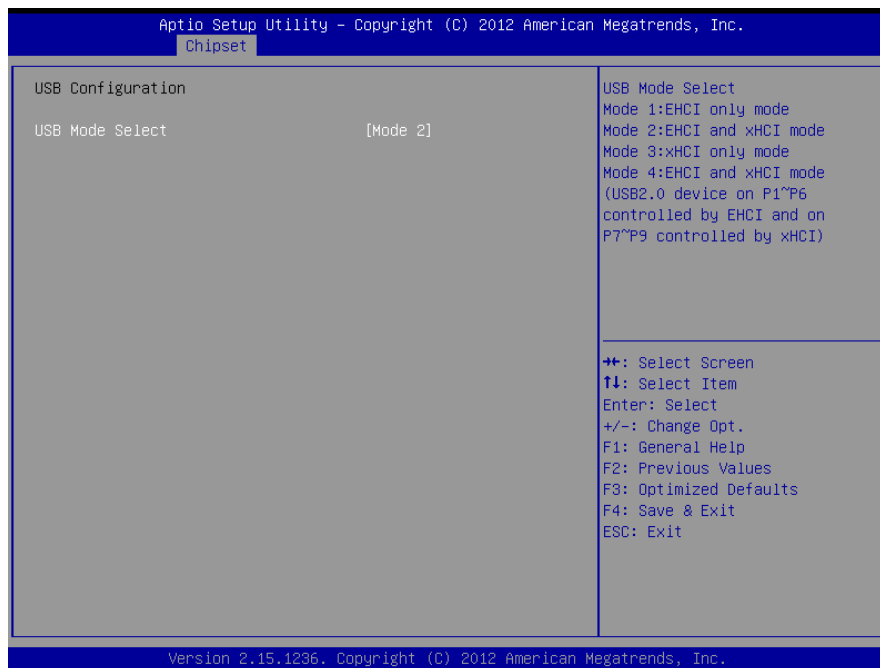 Aptio Setup Utility – Copyright (C) 2012 American Megatrends, Inc.
Chipset
USB Configuration
USB Mode Select [Mode 2]
USB Mode Select
Mode 1:EHCI only mode
Mode 2:EHCI and xHCI mode
Mode 3:xHCI only mode
Mode 4:EHCI and xHCI mode
(USB2.0 device on P1~P6
controlled by EHCI and on
P7~P9 controlled by xHCI)
→←: Select Screen
↑↓: Select Item
Enter: Select
+/-: Change Opt.
F1: General Help
F2: Previous Values
F3: Optimized Defaults
F4: Save & Exit
ESC: Exit
Version 2.15.1236. Copyright (C) 2012 American Megatrends, Inc.